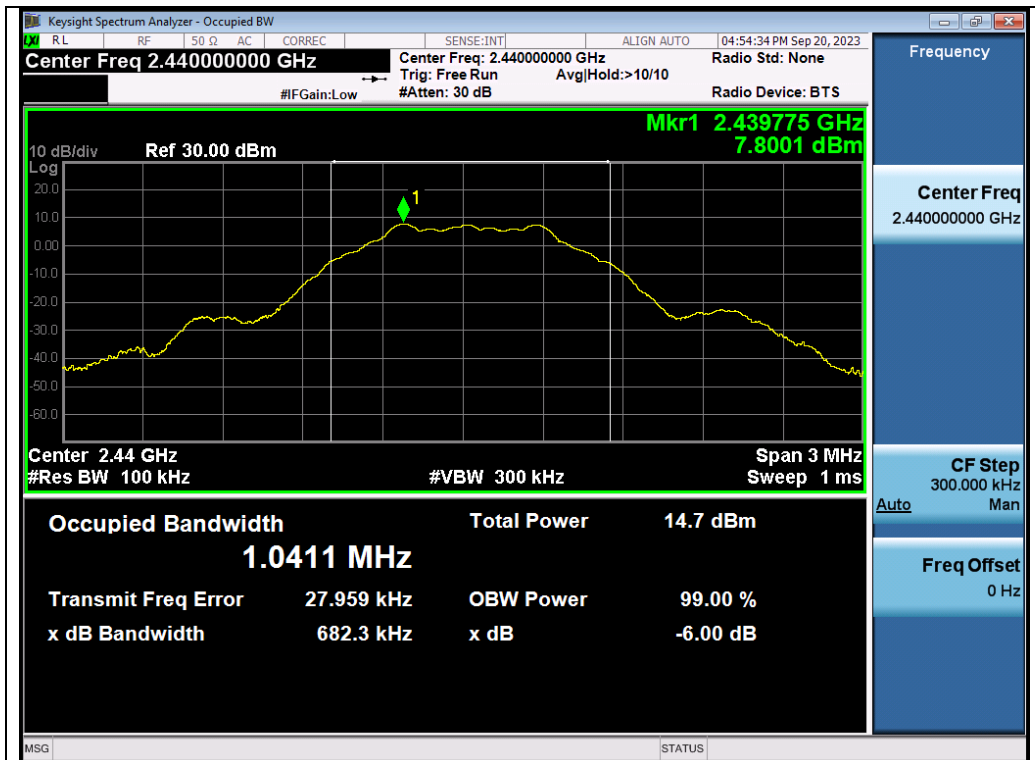 Keysight Spectrum Analyzer - Occupied BW
LXI RL RF 50 Ω AC CORREC SENSE:INT ALIGN AUTO 04:54:34 PM Sep 20, 2023
Center Freq 2.440000000 GHz
Center Freq: 2.440000000 GHz Radio Std: None
Trig: Free Run Avg|Hold:>10/10
#IFGain:Low #Atten: 30 dB Radio Device: BTS
Mkr1 2.439775 GHz
7.8001 dBm
10 dB/div Ref 30.00 dBm
Log
20.0
1
10.0
0.00
-10.0
-20.0
-30.0
-40.0
-50.0
-60.0
Center 2.44 GHz Span 3 MHz
#Res BW 100 kHz #VBW 300 kHz Sweep 1 ms
Occupied Bandwidth Total Power 14.7 dBm
1.0411 MHz
Transmit Freq Error 27.959 kHz OBW Power 99.00 %
x dB Bandwidth 682.3 kHz x dB -6.00 dB
MSG STATUS
Frequency
Center Freq
2.440000000 GHz
CF Step
300.000 kHz
Auto Man
Freq Offset
0 Hz